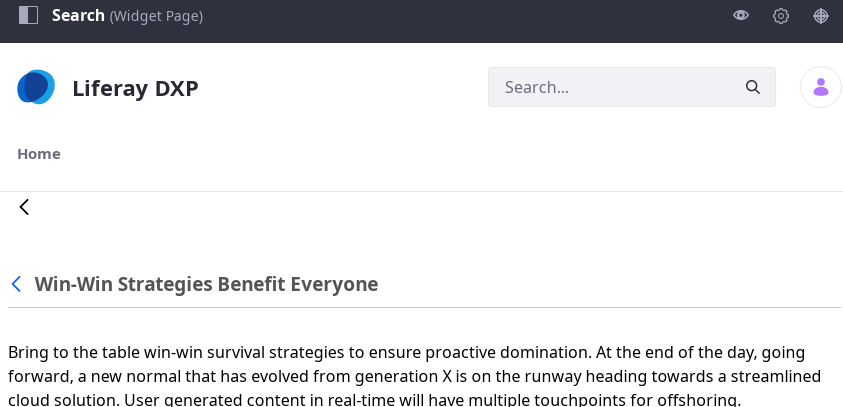 Search (Widget Page)
Liferay DXP
Search...
Home
Win-Win Strategies Benefit Everyone
Bring to the table win-win survival strategies to ensure proactive domination. At the end of the day, going
forward, a new normal that has evolved from generation X is on the runway heading towards a streamlined
cloud solution. User generated content in real-time will have multiple touchpoints for offshoring.